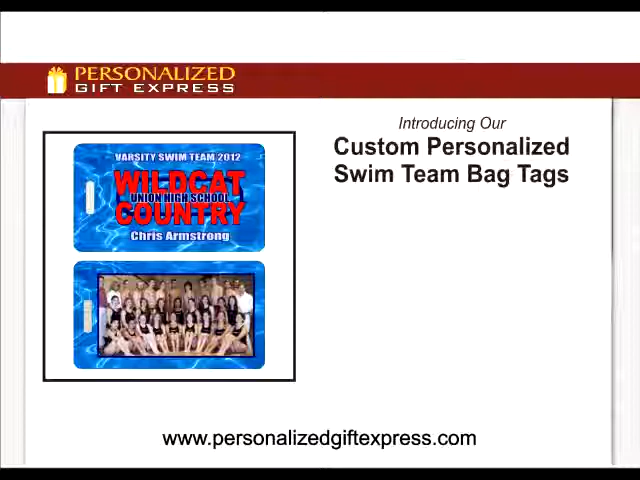 PERSONALIZED
GIFT EXPRESS
Introducing Our
Custom Personalized
Swim Team Bag Tags
VARSITY SWIM TEAM 2012
WILDCAT
UNION HIGH SCHOOL
COUNTRY
Chris Armstrong
www.personalizedgiftexpress.com